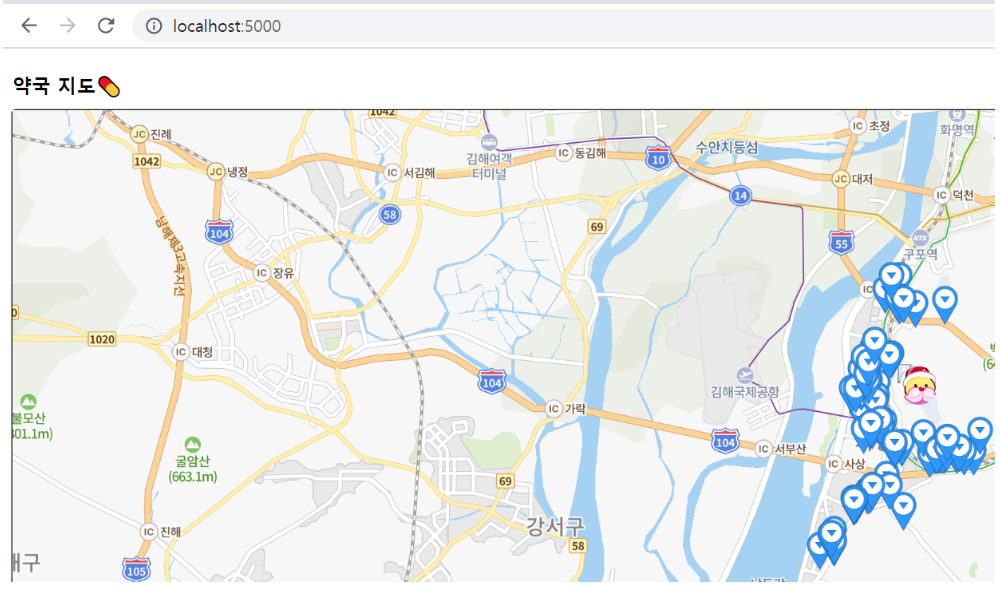 localhost:5000
약국 지도
1042
JC 진례
1042
JC 냉정
김해여객
터미널
IC 서김해
IC 동김해
10
수안치등섬
IC 초정
화명역
JC 대저
14
IC 덕천
58
104
69
55
구포역
IC 장유
IC
1020
IC 대청
남해제3고속지선
104
김해국제공항
IC 가락
불모산
801.1m)
굴암산
(663.1m)
104
IC 서부산
IC 사상
69
강서구
58
IC 진해
105